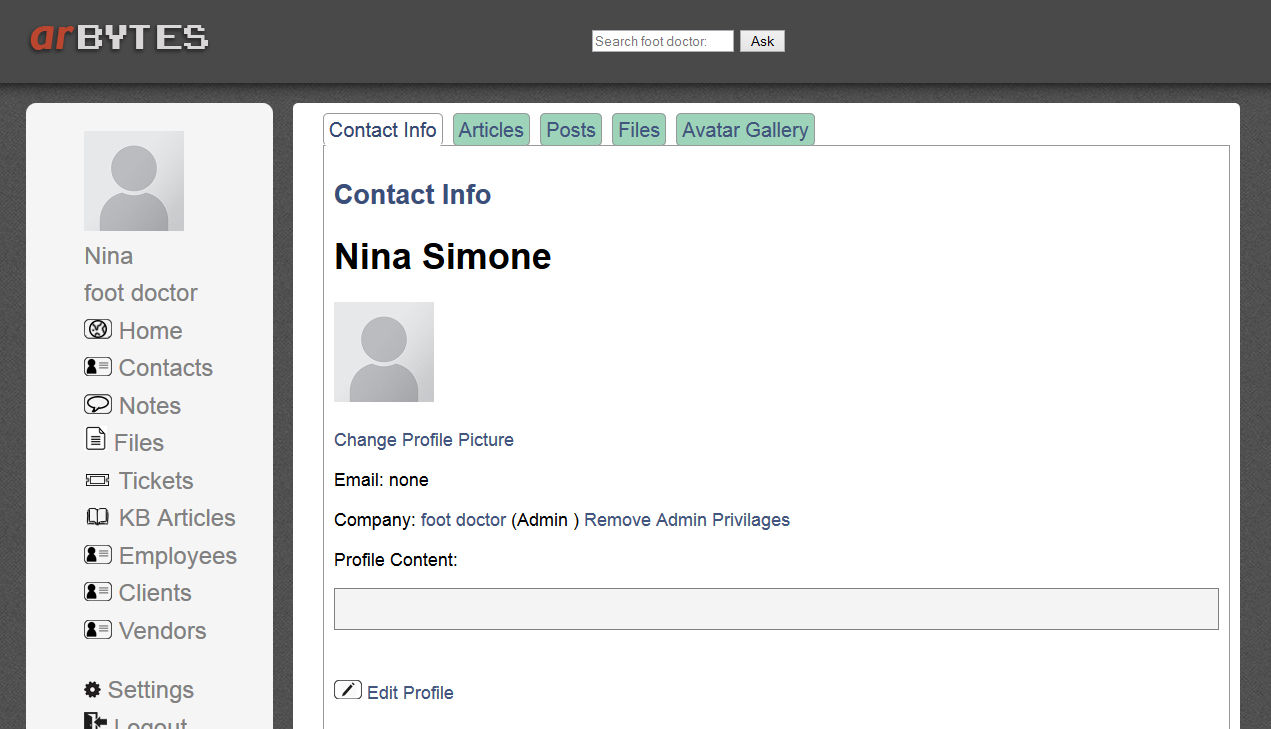 arBYTES
Search foot doctor: Ask
Nina
foot doctor
Home
Contacts
Notes
Files
Tickets
KB Articles
Employees
Clients
Vendors
Settings
Logout
Contact Info Articles Posts Files Avatar Gallery
Contact Info
Nina Simone
Change Profile Picture
Email: none
Company: foot doctor (Admin ) Remove Admin Privilages
Profile Content:
Edit Profile